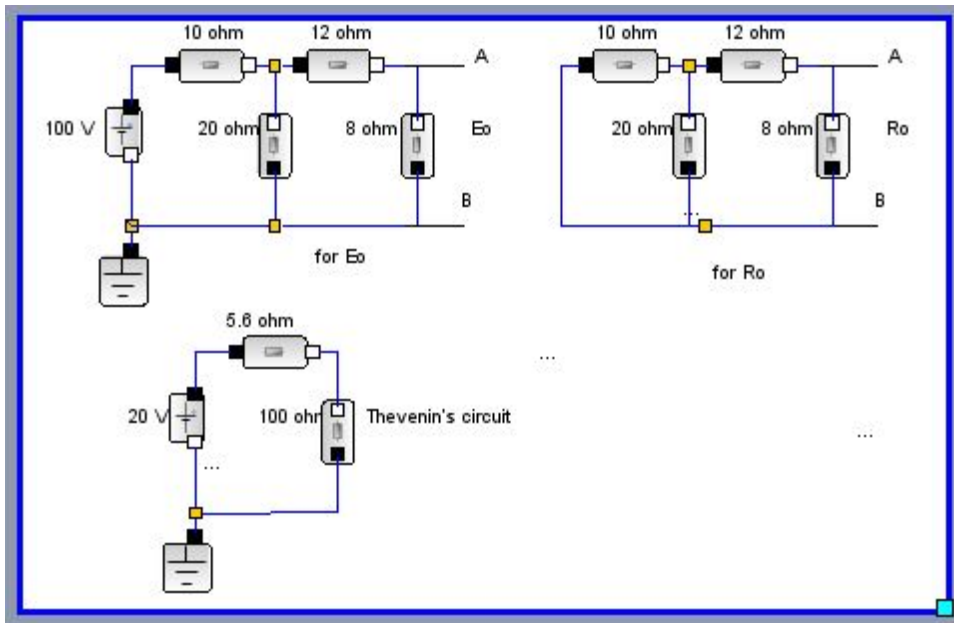 10 ohm 12 ohm
A
100 V 20 ohm 8 ohm Eo
B
for Eo
10 ohm 12 ohm
A
20 ohm 8 ohm Ro
...
B
for Ro
5.6 ohm
...
20 V 100 ohm Thevenin's circuit
...
...